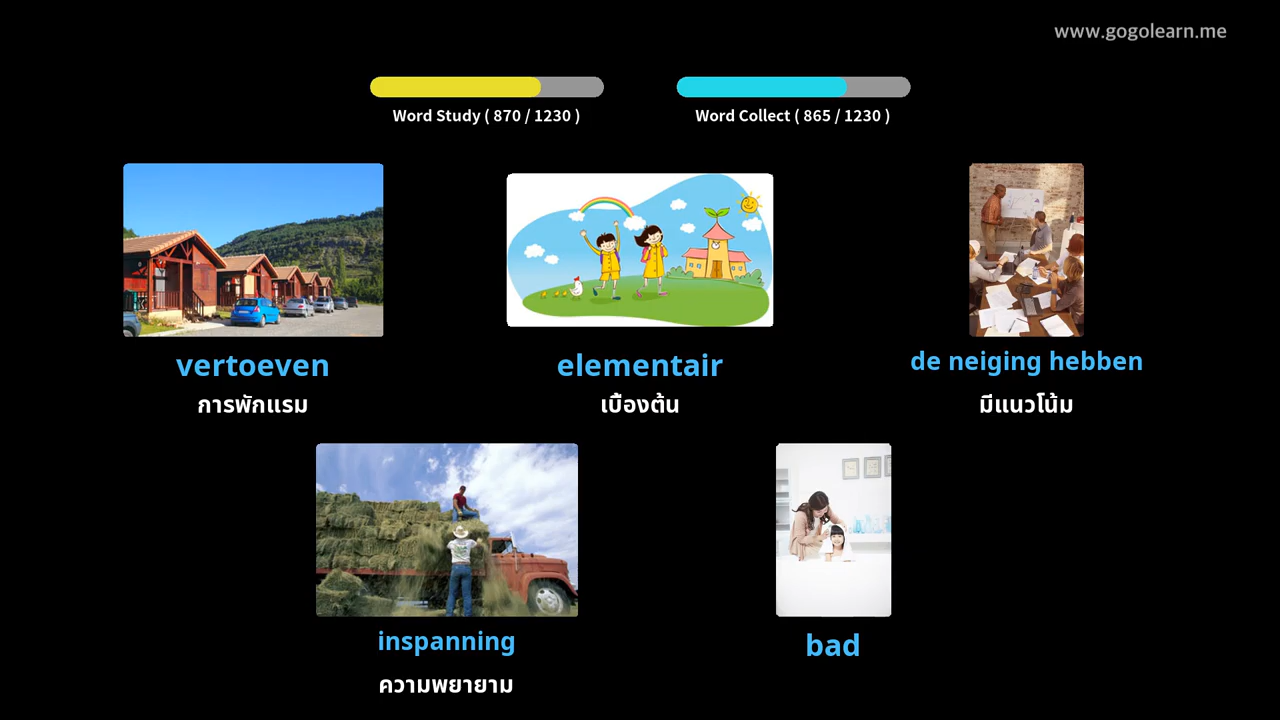 www.gogolearn.me
Word Study ( 870 / 1230 )
Word Collect ( 865 / 1230 )
vertoeven
การพักแรม
elementair
เบื้องต้น
de neiging hebben
มีแนวโน้ม
inspanning
ความพยายาม
bad